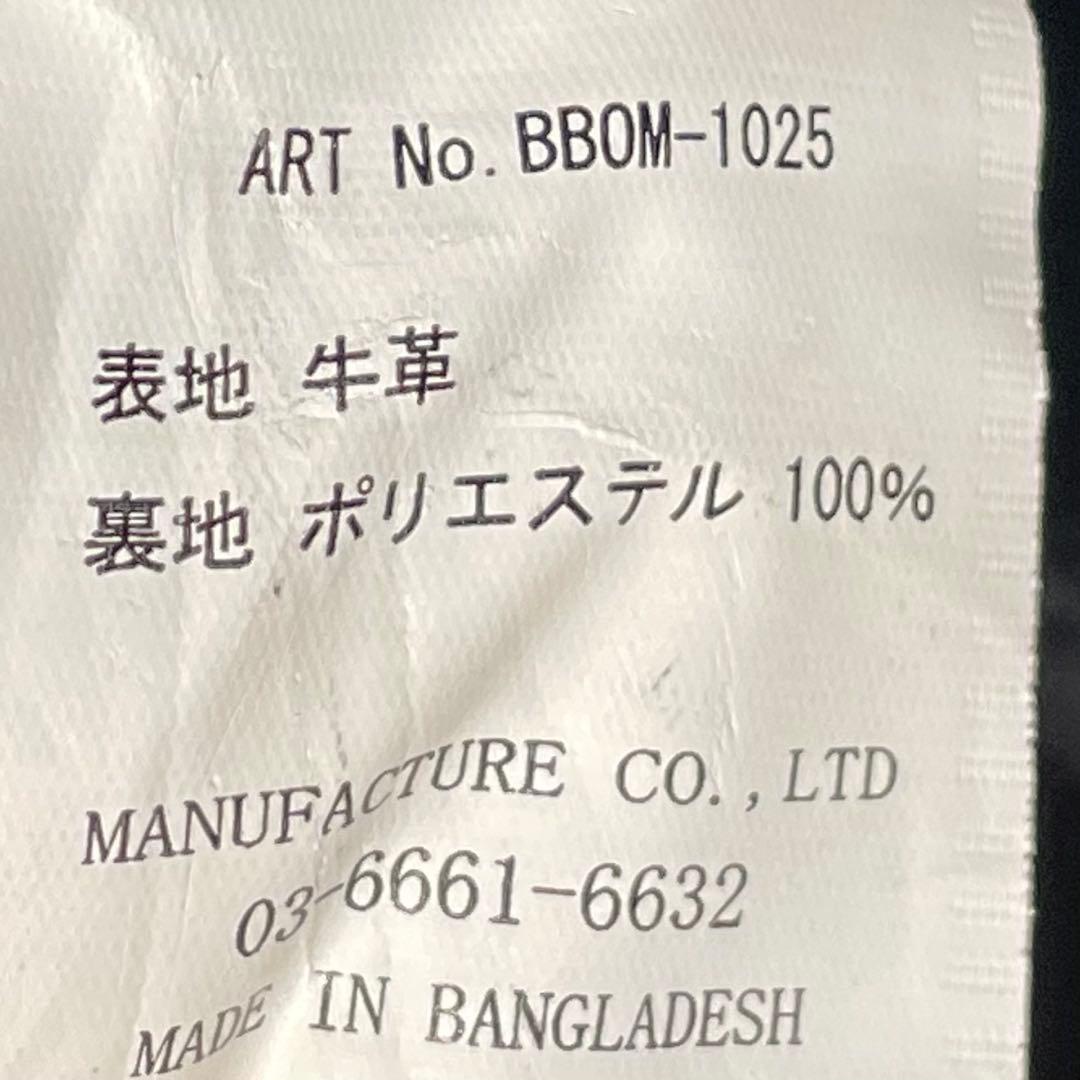 ART No. BBOM-1025
表地 牛革
裏地 ポリエステル 100%
MANUFACTURE CO., LTD
03-6661-6632
MADE IN BANGLADESH